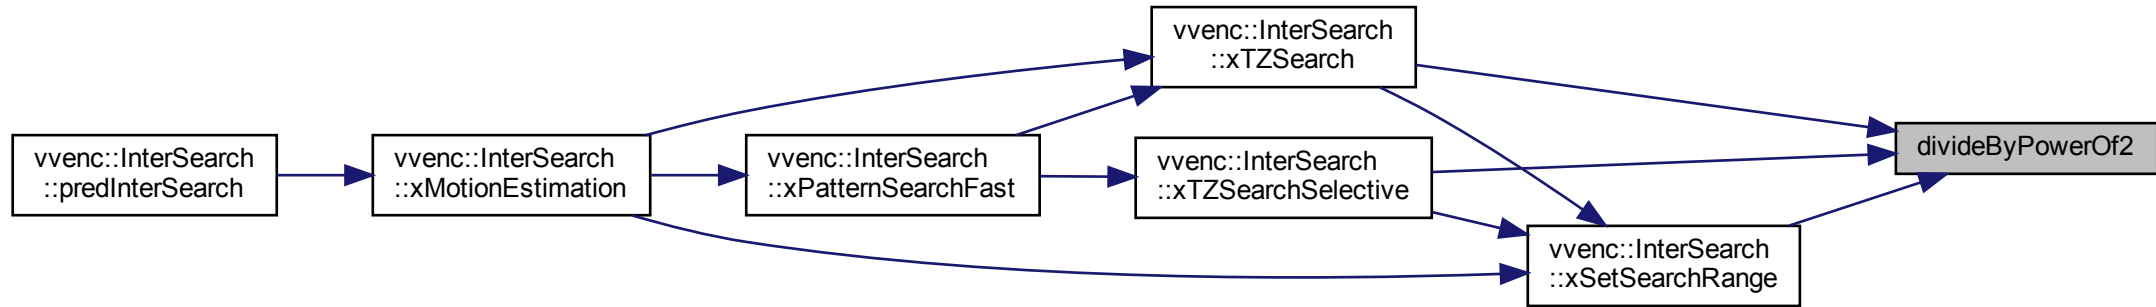 vvenc::InterSearch
::predInterSearch
vvenc::InterSearch
::xMotionEstimation
vvenc::InterSearch
::xPatternSearchFast
vvenc::InterSearch
::xTZSearch
vvenc::InterSearch
::xTZSearchSelective
vvenc::InterSearch
::xSetSearchRange
divideByPowerOf2